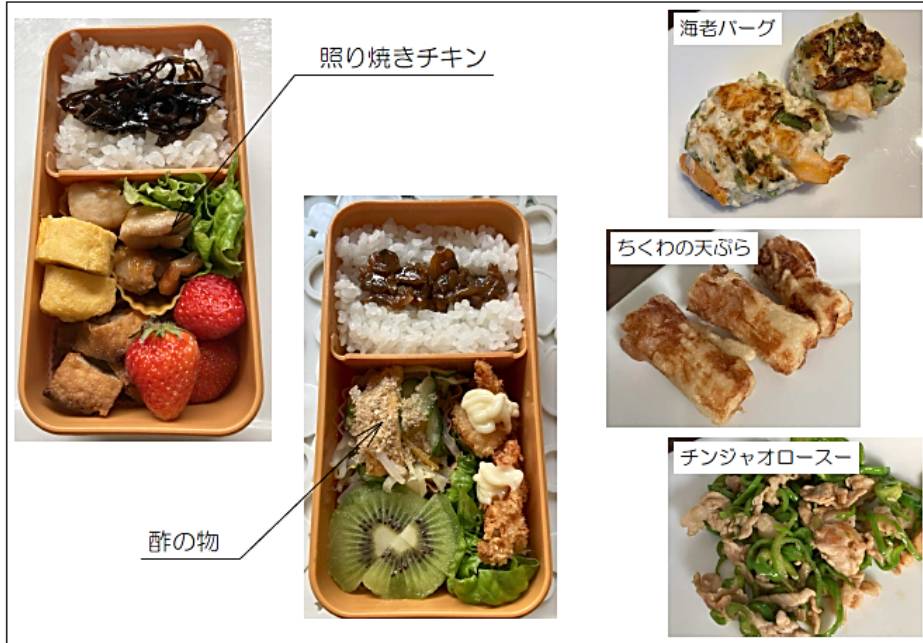 照り焼きチキン
海老バーグ
ちくわの天ぷら
チンジャオロースー
酢の物